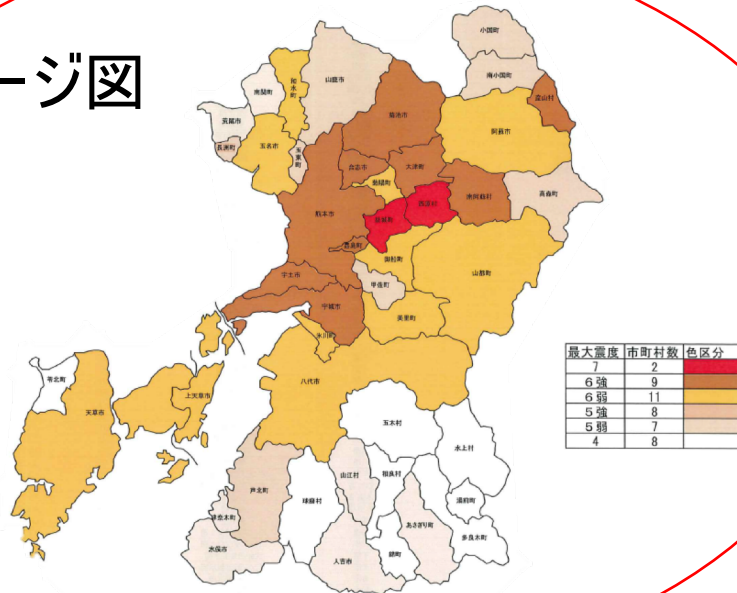 ージ図
小国町
南小国町
産山村
阿蘇市
高森町
山鹿市
和水町
南関町
荒尾市
長洲町
玉名市
玉東町
菊池市
合志市
大津町
菊陽町
西原村
南阿蘇村
熊本市
益城町
嘉島町
御船町
山都町
甲佐町
美里町
宇土市
宇城市
氷川町
八代市
上天草市
天草市
苓北町
五木村
水上村
芦北町
山江村
相良村
球磨村
湯前町
あさぎり町
多良木町
津奈木町
水俣市
人吉市
錦町
最大震度 市町村数 色区分
7 2
6強 9
6弱 11
5強 8
5弱 7
4 8